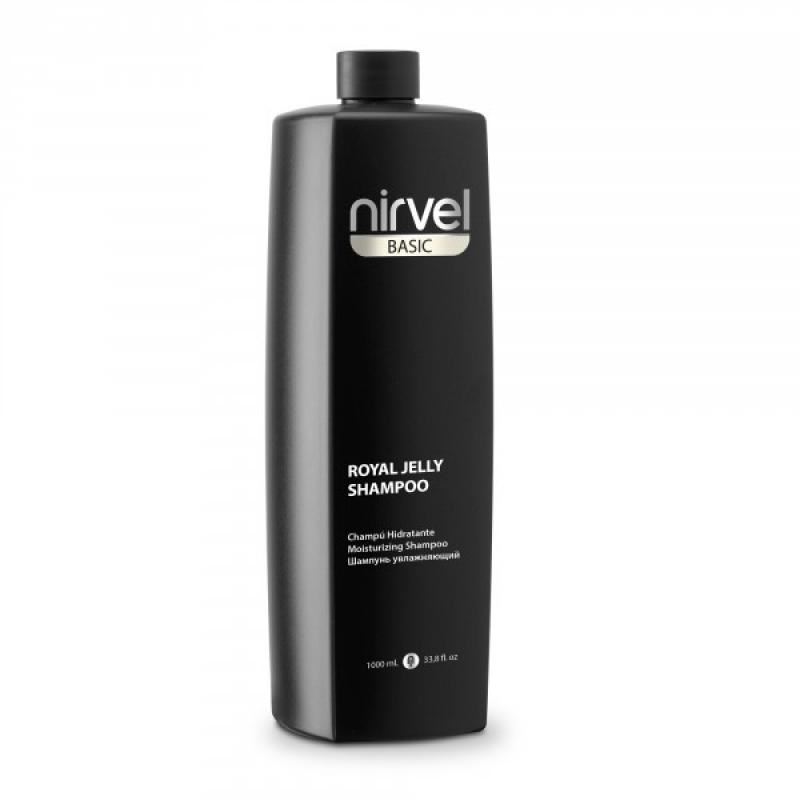 nirvel
BASIC
ROYAL JELLY
SHAMPOO
Champú Hidratante
Moisturizing Shampoo
Шампунь увлажняющий
1000 mL 33,8 fl. oz